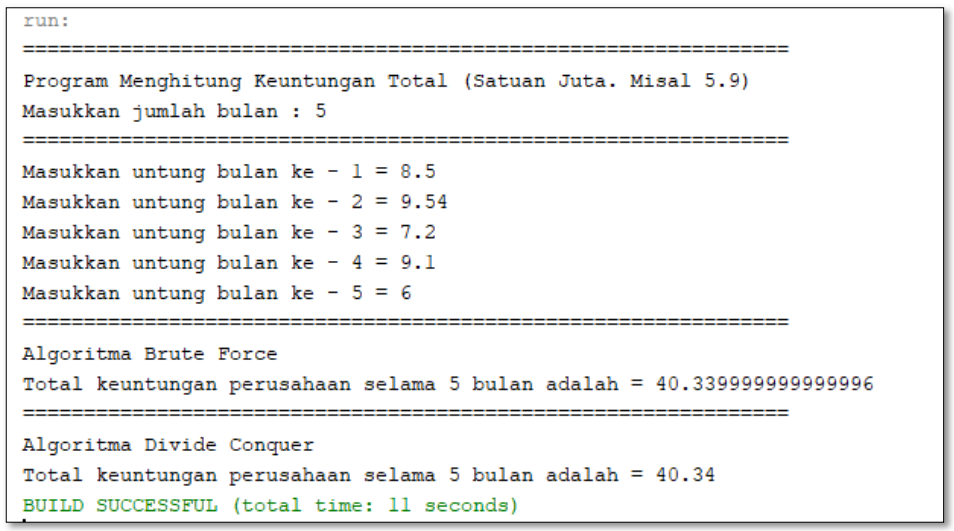 run:
===============================================================
Program Menghitung Keuntungan Total (Satuan Juta. Misal 5.9)
Masukkan jumlah bulan : 5
===============================================================
Masukkan untung bulan ke - 1 = 8.5
Masukkan untung bulan ke - 2 = 9.54
Masukkan untung bulan ke - 3 = 7.2
Masukkan untung bulan ke - 4 = 9.1
Masukkan untung bulan ke - 5 = 6
===============================================================
Algoritma Brute Force
Total keuntungan perusahaan selama 5 bulan adalah = 40.339999999999996
===============================================================
Algoritma Divide Conquer
Total keuntungan perusahaan selama 5 bulan adalah = 40.34
BUILD SUCCESSFUL (total time: 11 seconds)